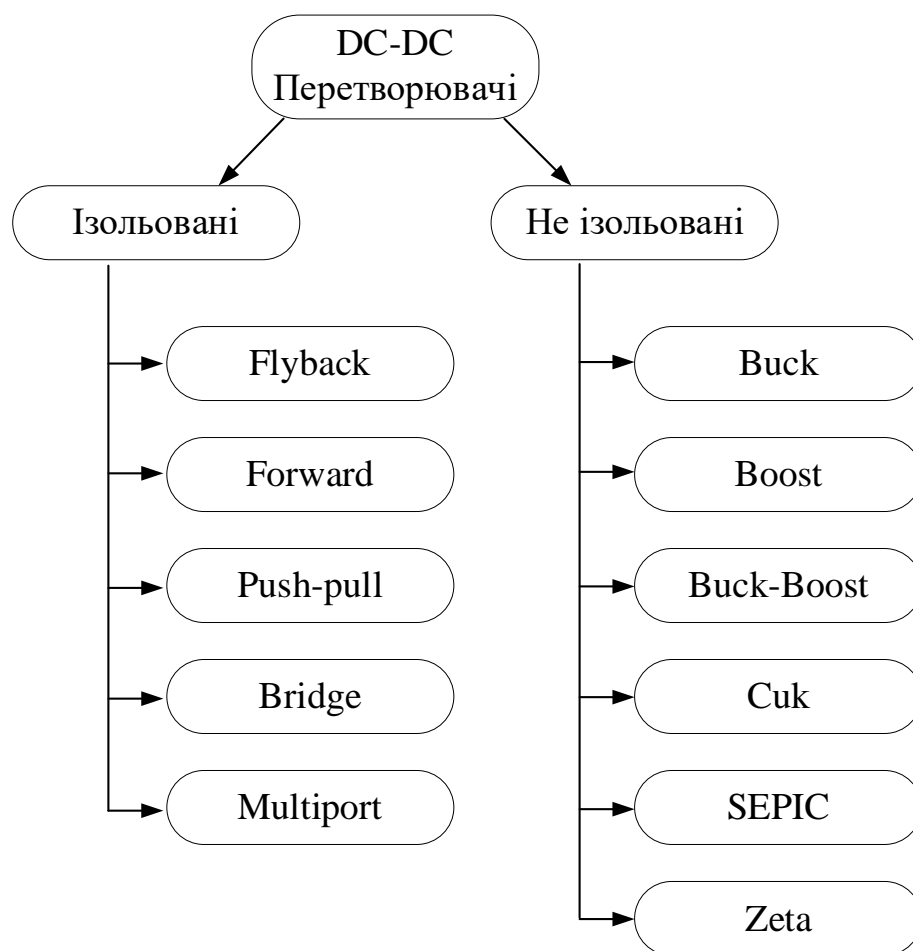 DC-DC
Перетворювачі
Ізольовані
Не ізольовані
Flyback
Forward
Push-pull
Bridge
Multiport
Buck
Boost
Buck-Boost
Cuk
SEPIC
Zeta